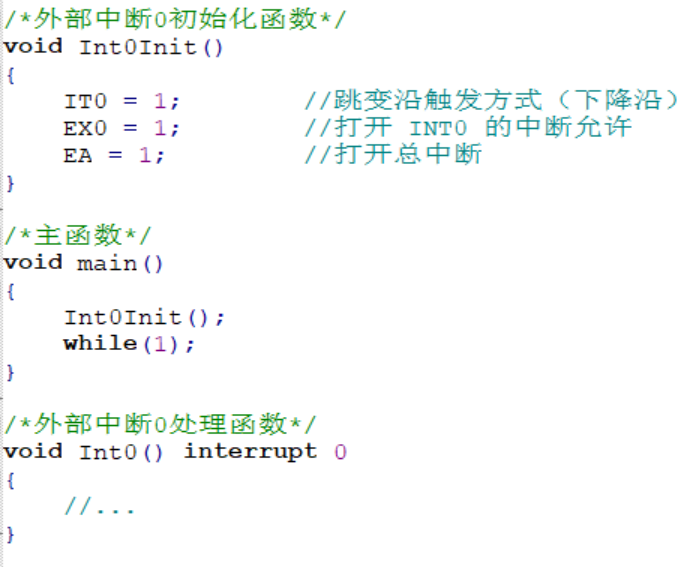 /*外部中断0初始化函数*/
void Int0Init()
{
    IT0 = 1;        //跳变沿触发方式（下降沿）
    EX0 = 1;        //打开 INT0 的中断允许
    EA = 1;         //打开总中断
}
/*主函数*/
void main()
{
    Int0Init();
    while(1);
}
/*外部中断0处理函数*/
void Int0() interrupt 0
{
    //...
}